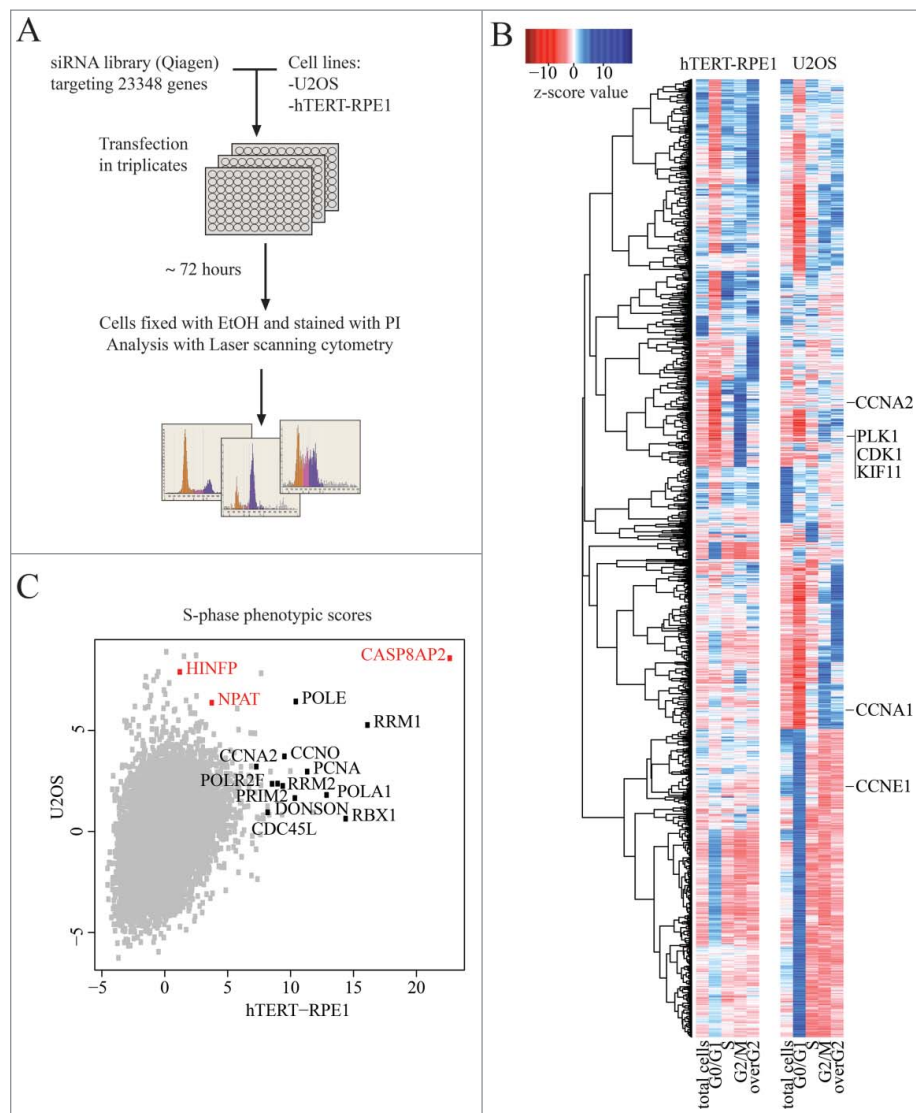 A
siRNA library (Qiagen)
targeting 23348 genes
Cell lines:
-U2OS
-hTERT-RPE1
Transfection
in triplicates
~ 72 hours
Cells fixed with EtOH and stained with PI
Analysis with Laser scanning cytometry
B
−10 0 10
z-score value
hTERT-RPE1 U2OS
CCNA2
PLK1
CDK1
KIF11
CCNA1
CCNE1
total cells
G0/G1
S
G2/M
overG2
total cells
G0/G1
S
G2/M
overG2
C
S-phase phenotypic scores
CASP8AP2
HINFP
NPAT
POLE
RRM1
CCNA2
CCNO
PCNA
POLR2F
RRM2
PRIM2
POLA1
DONSON
RBX1
CDC45L
U2OS
5
0
−5
−5 0 5 10 15 20
hTERT−RPE1